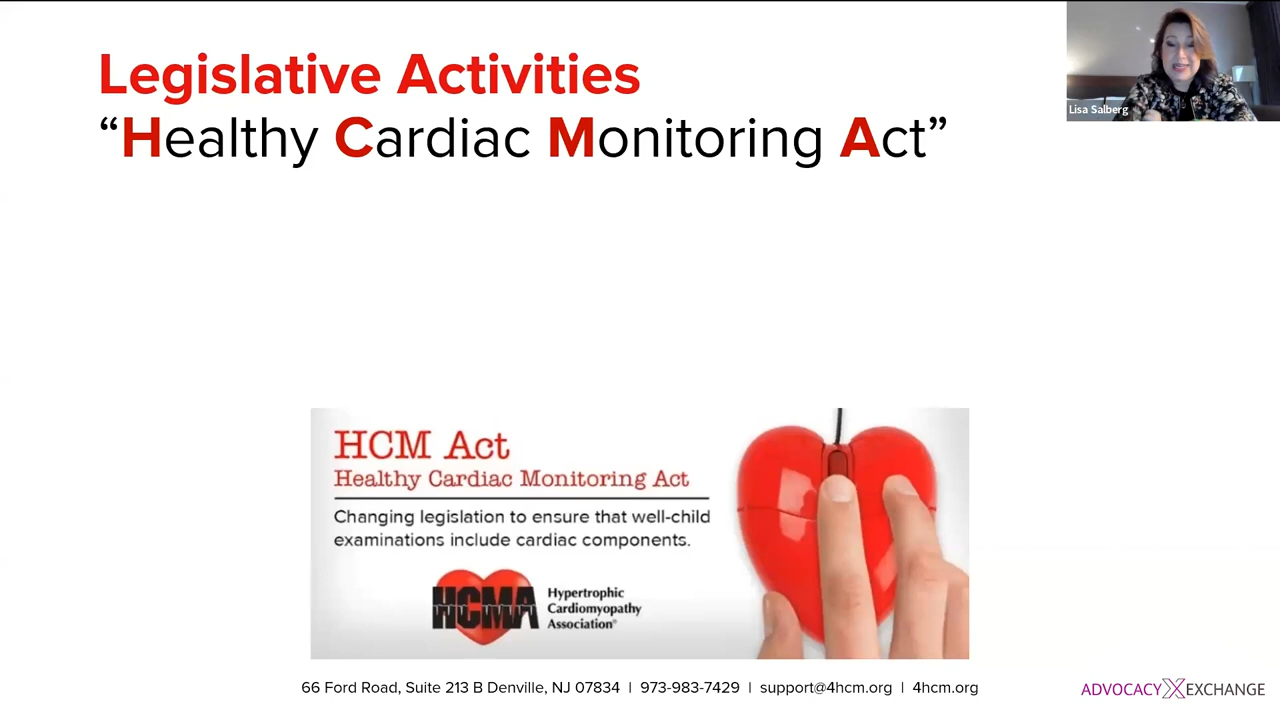 Legislative Activities
“Healthy Cardiac Monitoring Act”
Lisa Salberg
HCM Act
Healthy Cardiac Monitoring Act
Changing legislation to ensure that well-child
examinations include cardiac components.
HCMA
Hypertrophic
Cardiomyopathy
Association®
66 Ford Road, Suite 213 B Denville, NJ 07834 | 973-983-7429 | support@4hcm.org | 4hcm.org
ADVOCACY X EXCHANGE